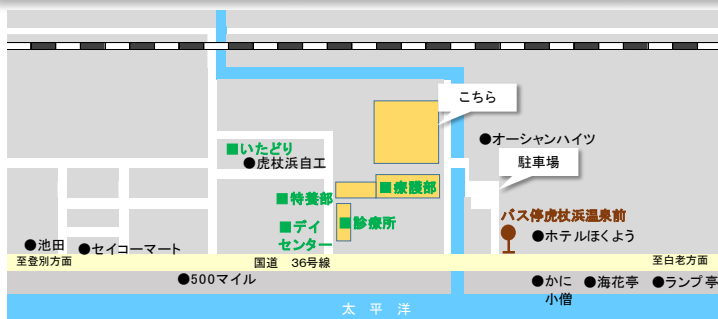 こちら
●オーシャンハイツ
■いたどり
●虎杖浜自工
駐車場
■療護部
■特養部
バス停虎杖浜温泉前
■診療所
■デイ
センター
●ホテルほくよう
●池田
●セイコーマート
至登別方面
国道 36号線
至白老方面
●500マイル
●かに
小僧
●海花亭
●ランプ亭
太 平 洋